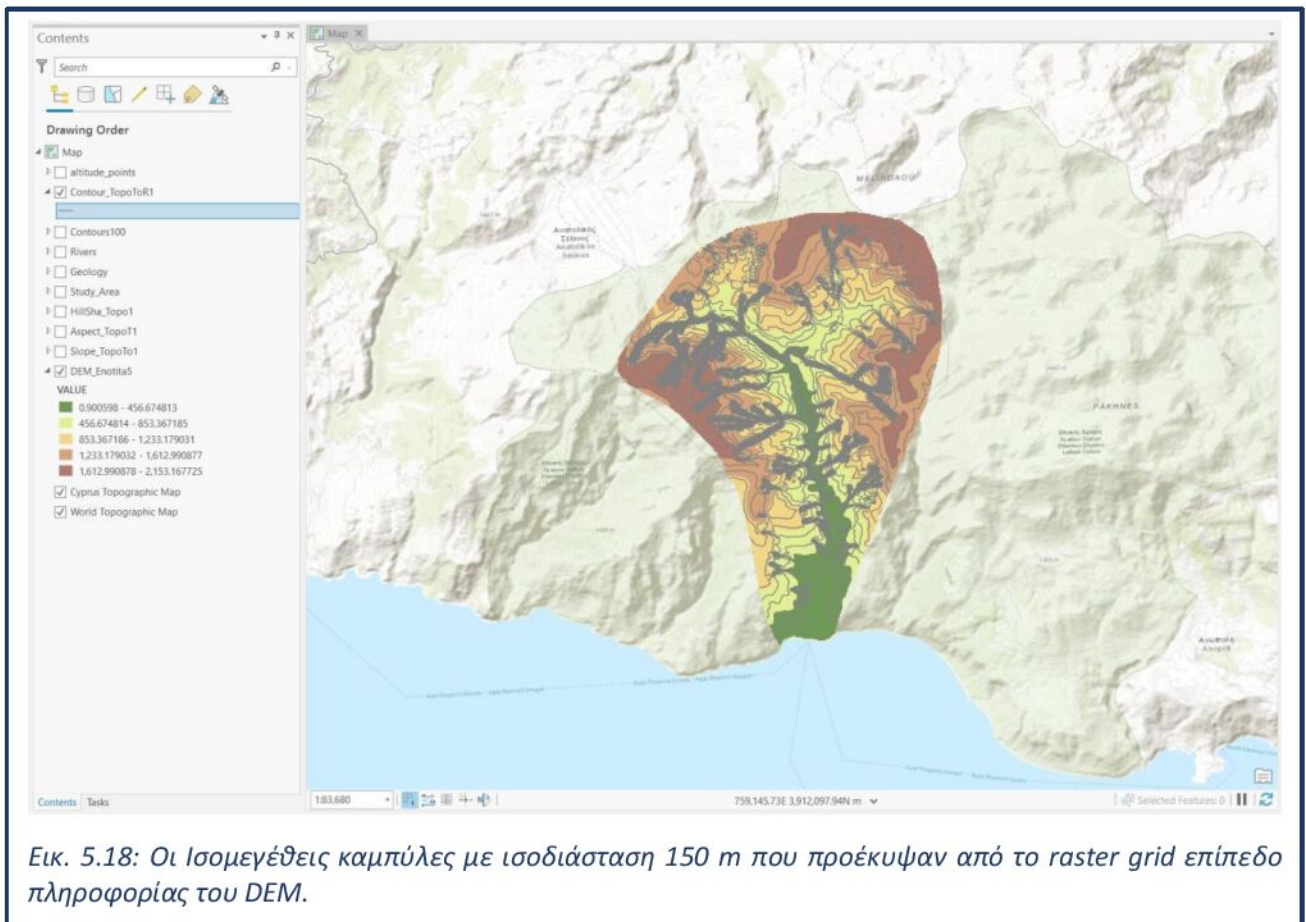 Contents
Search
Drawing Order
Map
altitude_points
Contour_TopoToR1
Contours100
Rivers
Geology
Study_Area
HillSha_Topo1
Aspect_TopoT1
Slope_TopoTo1
DEM_Enotita5
VALUE
0.900598 - 456.674813
456.674814 - 853.367185
853.367186 - 1,233.179031
1,233.179032 - 1,612.990877
1,612.990878 - 2,153.167725
Cyprus Topographic Map
World Topographic Map
Contents Tasks
Map
Ανατολικός
Σέλινος
PAKHNES
1:83,680
759,145.73E 3,912,097.94N m
Selected Features: 0
Εικ. 5.18: Οι Ισομεγέθεις καμπύλες με ισοδιάσταση 150 m που προέκυψαν από το raster grid επίπεδο
πληροφορίας του DEM.